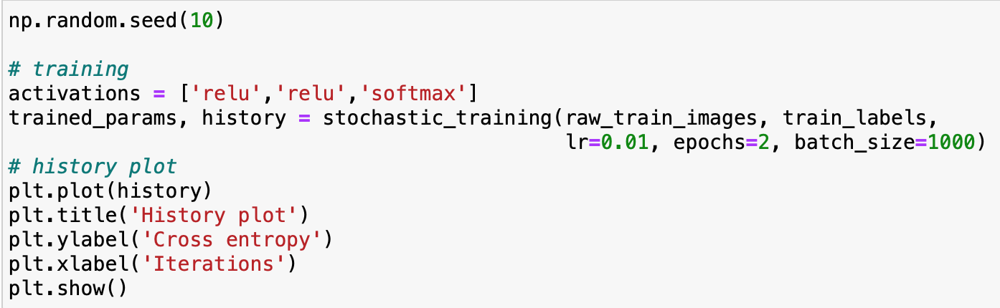 np.random.seed(10)
# training
activations = ['relu','relu','softmax']
trained_params, history = stochastic_training(raw_train_images, train_labels,
lr=0.01, epochs=2, batch_size=1000)
# history plot
plt.plot(history)
plt.title('History plot')
plt.ylabel('Cross entropy')
plt.xlabel('Iterations')
plt.show()